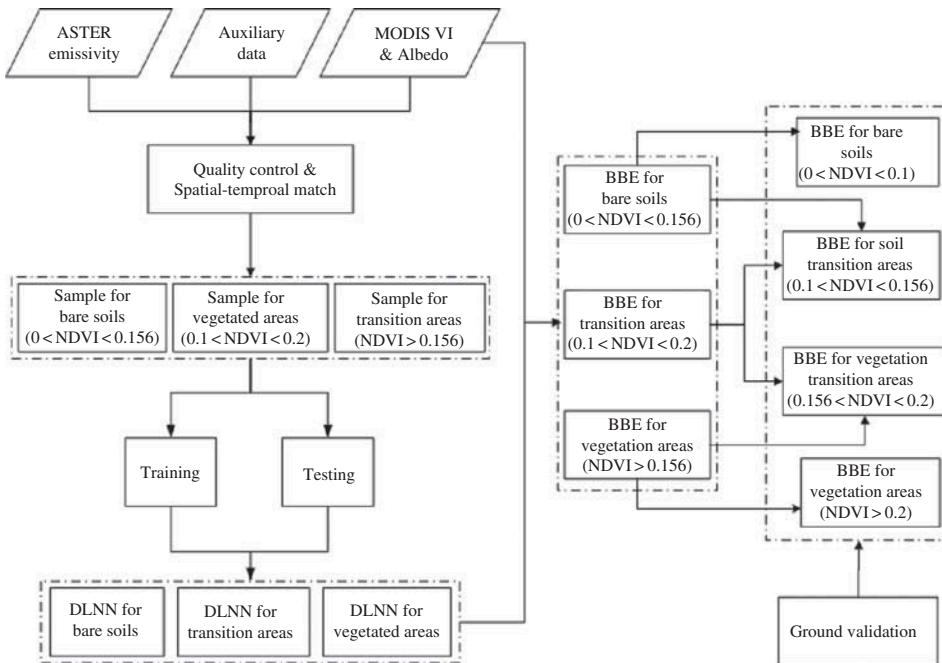 ASTER
emissivity
Auxiliary
data
MODIS VI
& Albedo
Quality control &
Spatial-temproal match
Sample for
bare soils
(0<NDVI<0.156)
Sample for
vegetated areas
(0.1<NDVI<0.2)
Sample for
transition areas
(NDVI>0.156)
Training
Testing
DLNN for
bare soils
DLNN for
transition areas
DLNN for
vegetated areas
BBE for
bare soils
(0<NDVI<0.156)
BBE for
transition areas
(0.1<NDVI<0.2)
BBE for
vegetation areas
(NDVI>0.156)
BBE for bare
soils
(0<NDVI<0.1)
BBE for soil
transition areas
(0.1<NDVI<0.156)
BBE for vegetation
transition areas
(0.156<NDVI<0.2)
BBE for
vegetation areas
(NDVI>0.2)
Ground validation